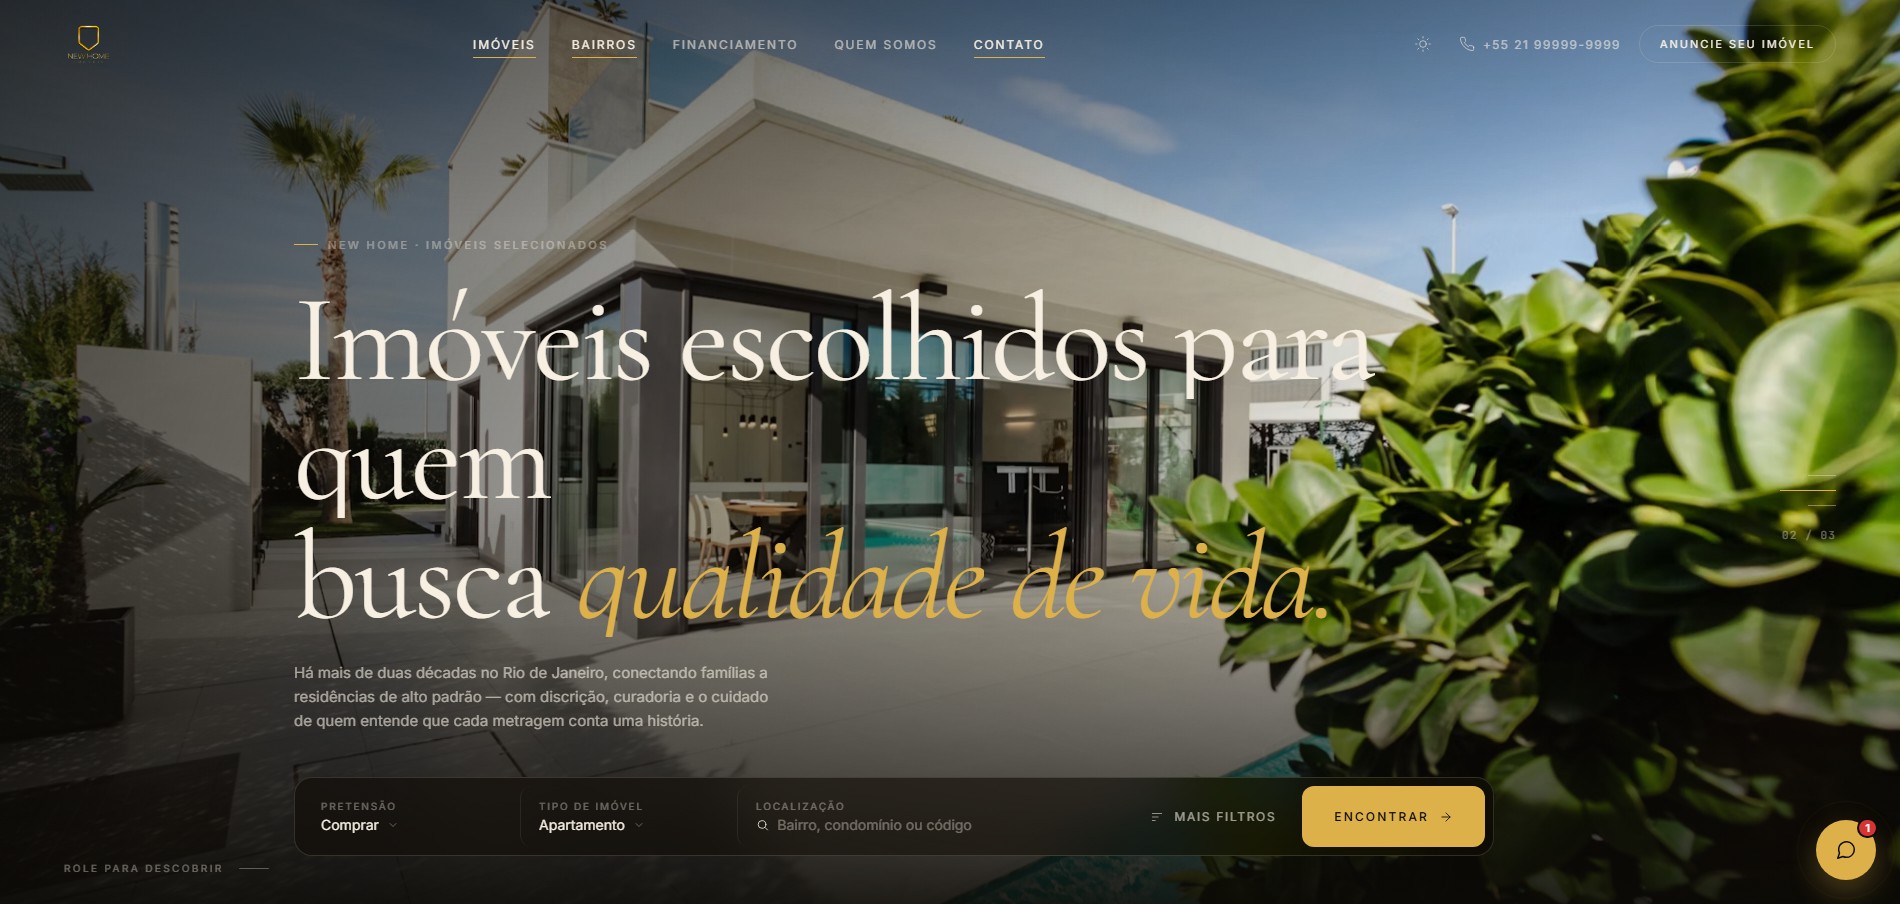 NEW HOME
IMÓVEIS
BAIRROS
FINANCIAMENTO
QUEM SOMOS
CONTATO
+55 21 99999-9999
ANUNCIE SEU IMÓVEL
NEW HOME · IMÓVEIS SELECIONADOS
Imóveis escolhidos para
quem
busca qualidade de vida.
02 / 03
Há mais de duas décadas no Rio de Janeiro, conectando famílias a
residências de alto padrão — com discrição, curadoria e o cuidado
de quem entende que cada metragem conta uma história.
PRETENSÃO
Comprar
TIPO DE IMÓVEL
Apartamento
LOCALIZAÇÃO
Bairro, condomínio ou código
MAIS FILTROS
ENCONTRAR
1
ROLE PARA DESCOBRIR